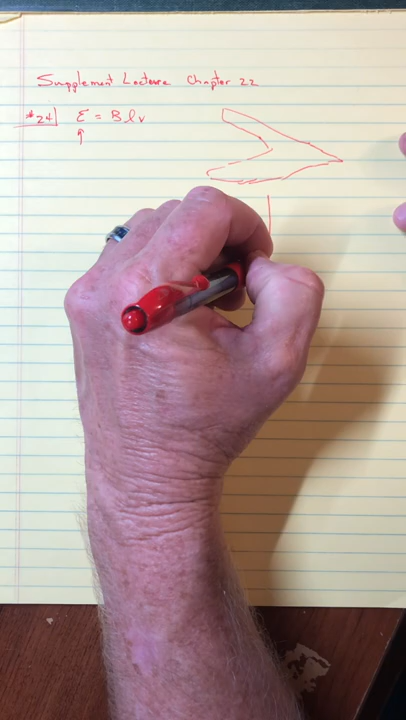 Supplement Lecture Chapter 22
#24 ε = Blv